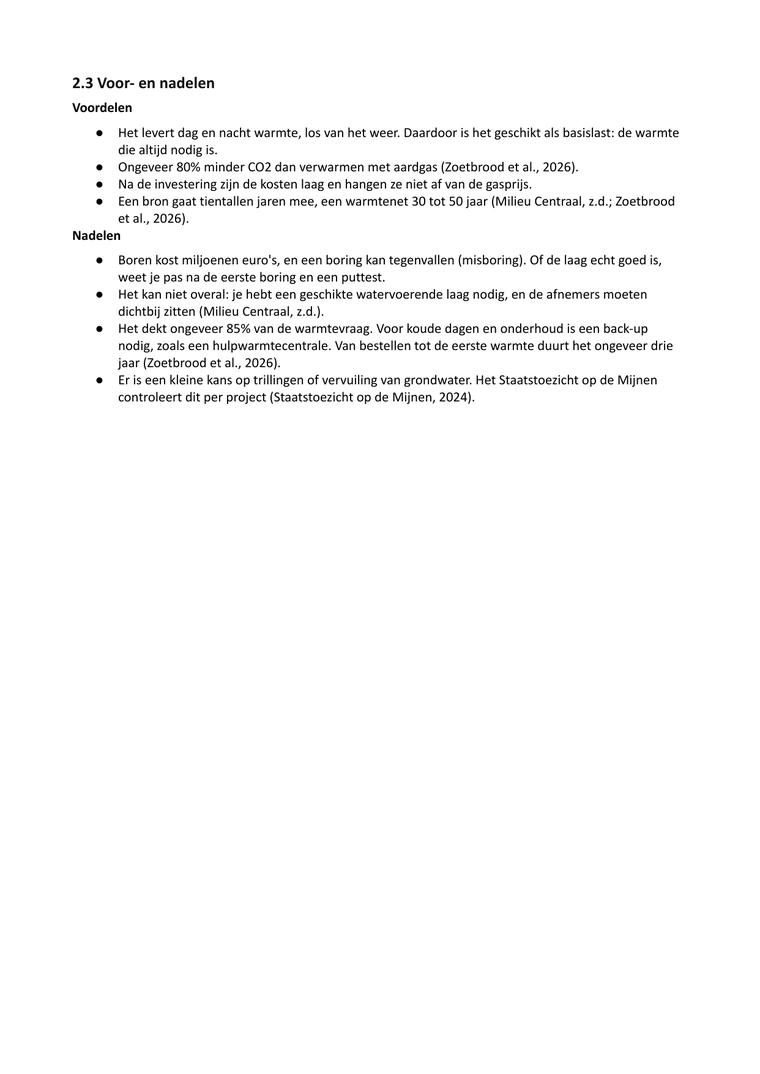 2.3 Voor- en nadelen
Voordelen
● Het levert dag en nacht warmte, los van het weer. Daardoor is het geschikt als basislast: de warmte
die altijd nodig is.
● Ongeveer 80% minder CO2 dan verwarmen met aardgas (Zoetbrood et al., 2026).
● Na de investering zijn de kosten laag en hangen ze niet af van de gasprijs.
● Een bron gaat tientallen jaren mee, een warmtenet 30 tot 50 jaar (Milieu Centraal, z.d.; Zoetbrood
et al., 2026).
Nadelen
● Boren kost miljoenen euro's, en een boring kan tegenvallen (misboring). Of de laag echt goed is,
weet je pas na de eerste boring en een puttest.
● Het kan niet overal: je hebt een geschikte watervoerende laag nodig, en de afnemers moeten
dichtbij zitten (Milieu Centraal, z.d.).
● Het dekt ongeveer 85% van de warmtevraag. Voor koude dagen en onderhoud is een back-up
nodig, zoals een hulpwarmtecentrale. Van bestellen tot de eerste warmte duurt het ongeveer drie
jaar (Zoetbrood et al., 2026).
● Er is een kleine kans op trillingen of vervuiling van grondwater. Het Staatstoezicht op de Mijnen
controleert dit per project (Staatstoezicht op de Mijnen, 2024).